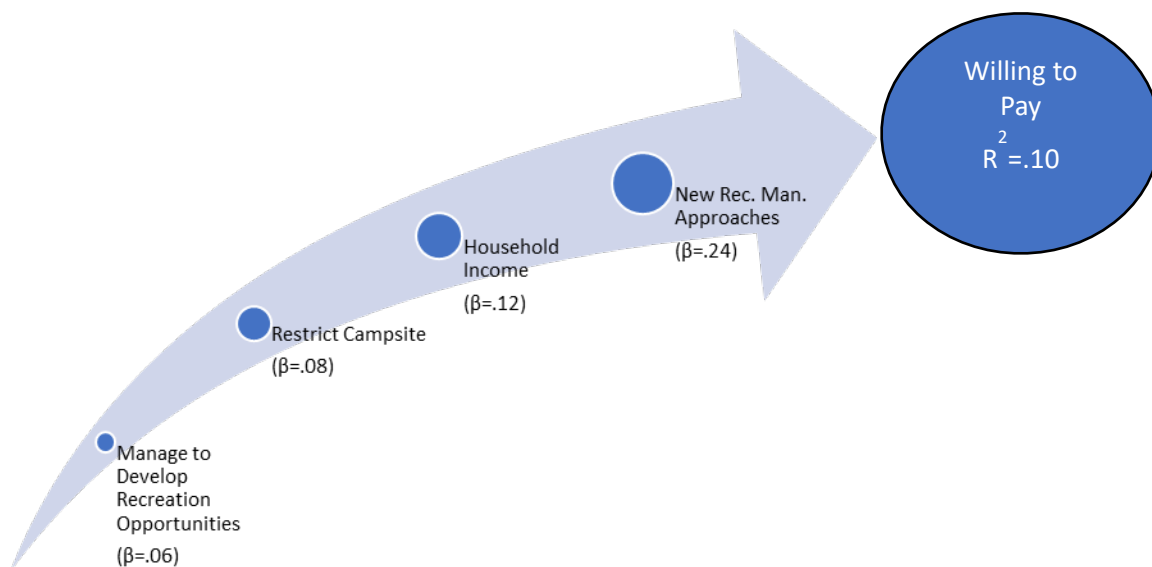 Willing to
Pay
R²=.10
New Rec. Man.
Approaches
(β=.24)
Household
Income
(β=.12)
Restrict Campsite
(β=.08)
Manage to
Develop
Recreation
Opportunities
(β=.06)